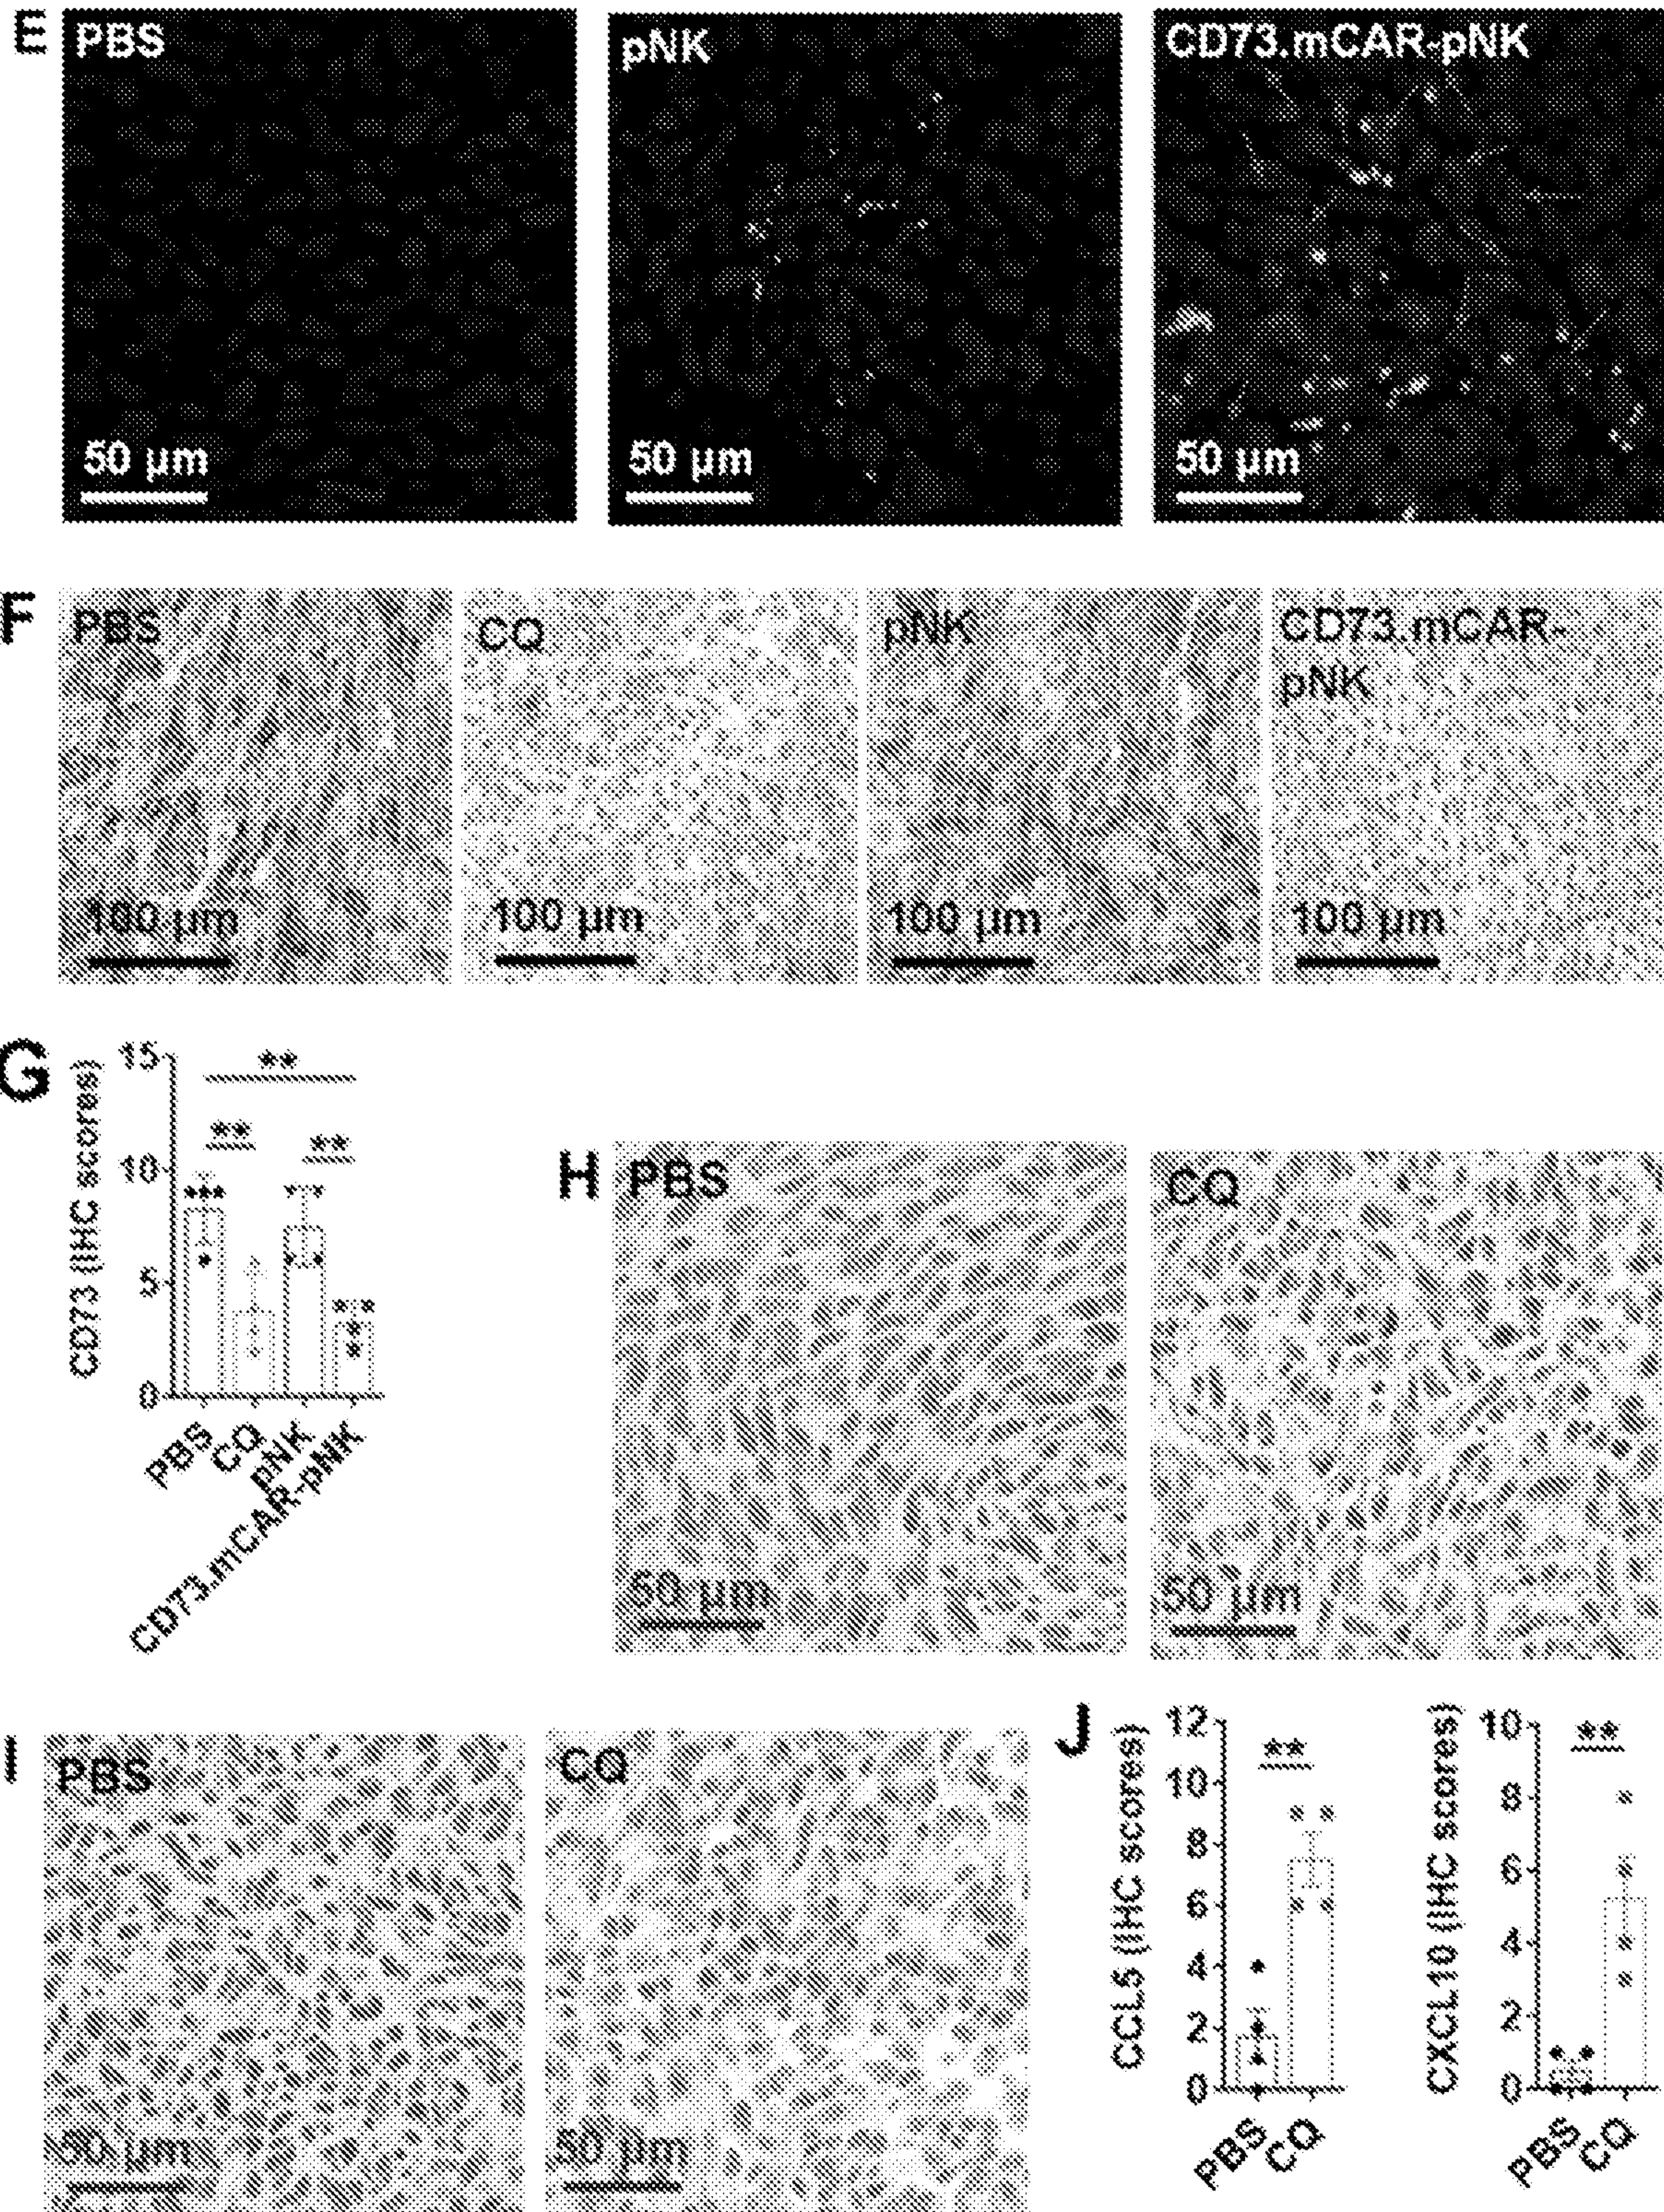 E
PBS
pNK
CD73.mCAR-pNK
50 µm
50 µm
50 µm
F
PBS
CQ
pNK
CD73.mCAR-
pNK
100 µm
100 µm
100 µm
100 µm
G
CD73 (IHC scores)
15
10
5
0
**
**
**
PBS
CQ
pNK
CD73.mCAR-pNK
H
PBS
CQ
50 µm
50 µm
I
PBS
CQ
50 µm
50 µm
J
CCL5 (IHC scores)
12
10
8
6
4
2
0
**
PBS
CQ
CXCL10 (IHC scores)
10
8
6
4
2
0
**
PBS
CQ